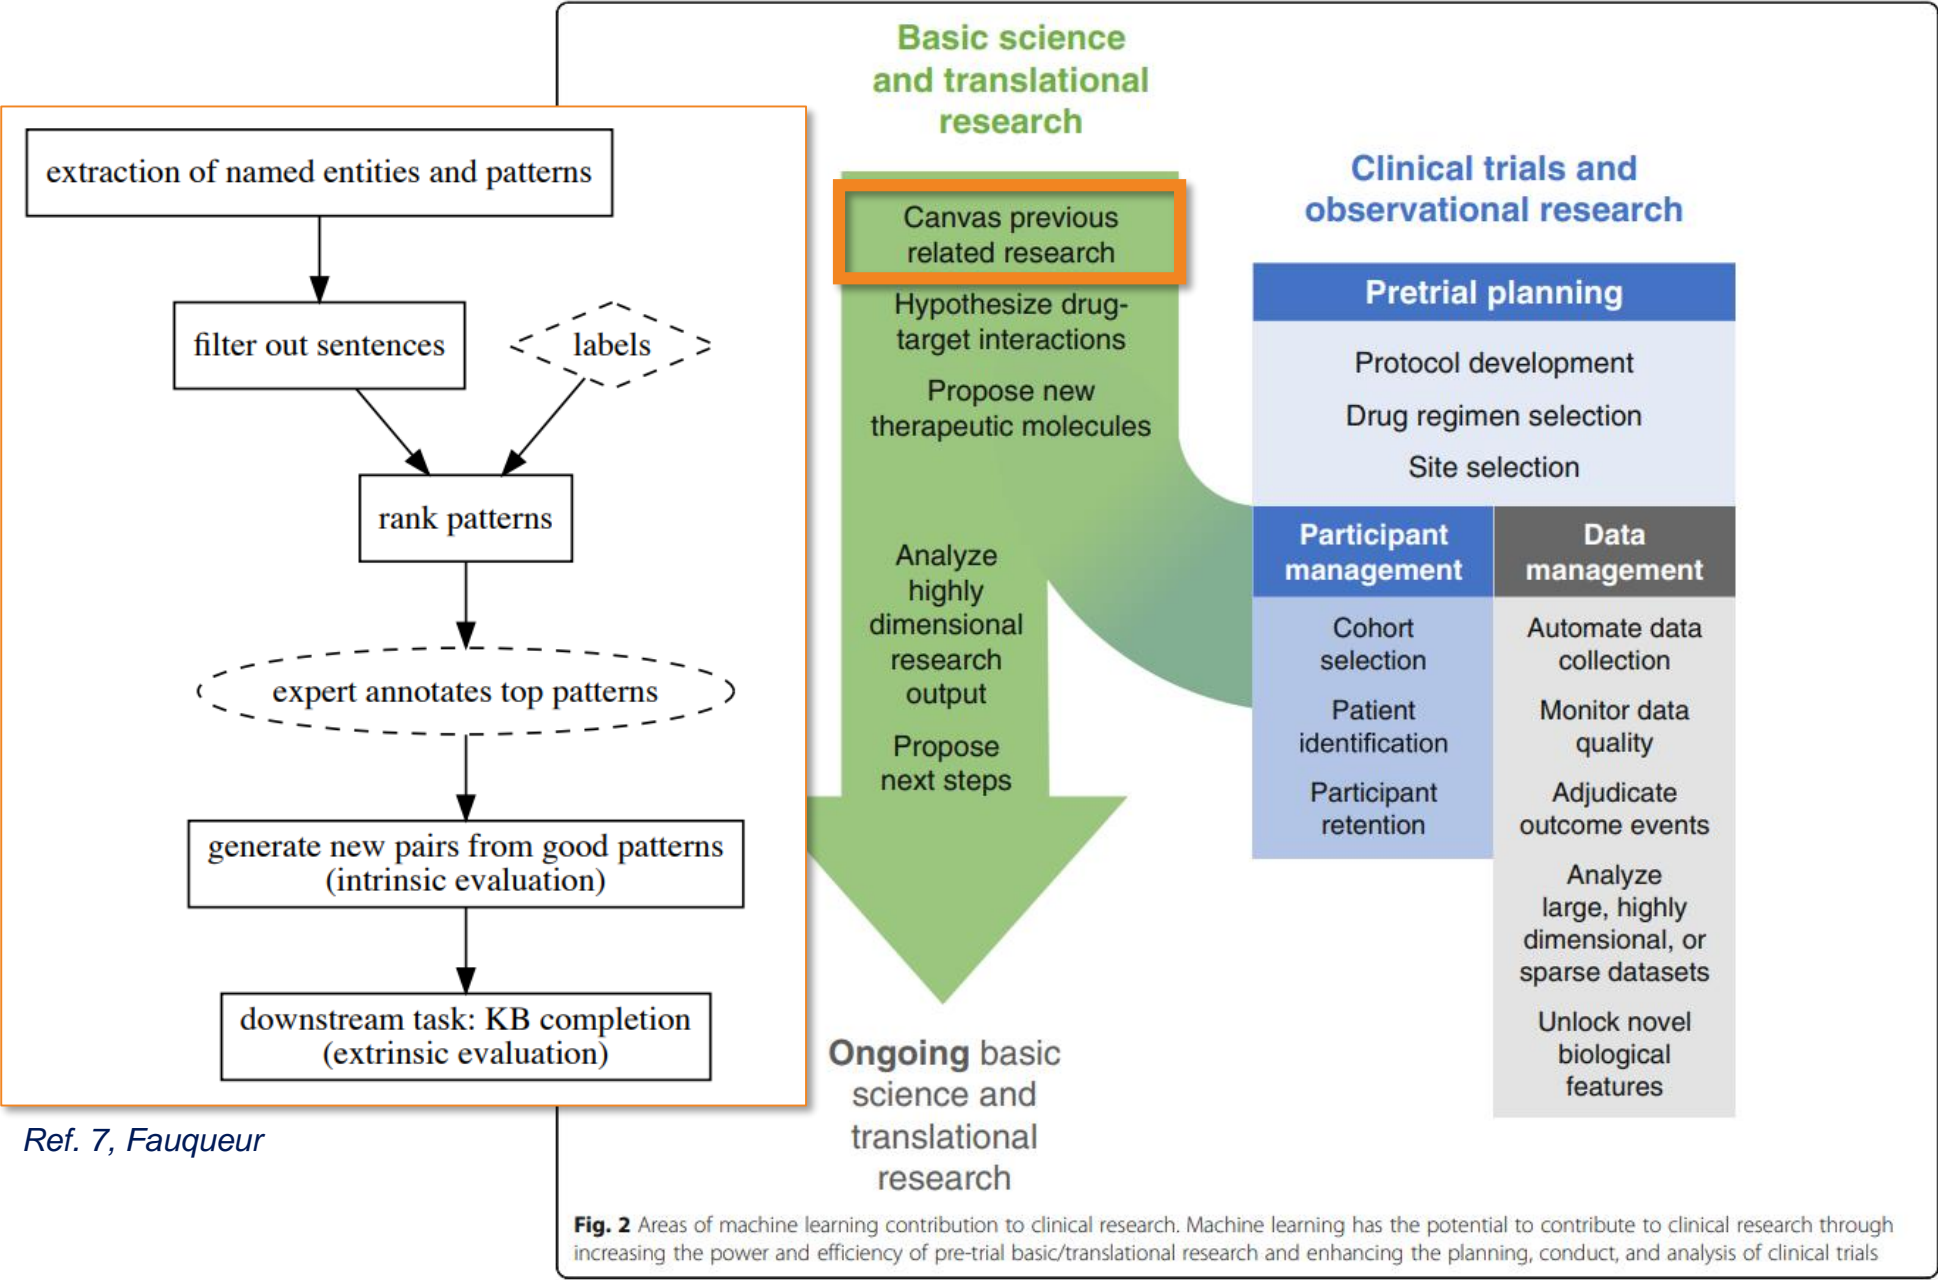 extraction of named entities and patterns
filter out sentences
labels
rank patterns
expert annotates top patterns
generate new pairs from good patterns
(intrinsic evaluation)
downstream task: KB completion
(extrinsic evaluation)
Ref. 7, Fauqueur
Basic science
and translational
research
Canvas previous
related research
Hypothesize drug-
target interactions
Propose new
therapeutic molecules
Analyze
highly
dimensional
research
output
Propose
next steps
Ongoing basic
science and
translational
research
Clinical trials and
observational research
Pretrial planning
Protocol development
Drug regimen selection
Site selection
Participant
management
Cohort
selection
Patient
identification
Participant
retention
Data
management
Automate data
collection
Monitor data
quality
Adjudicate
outcome events
Analyze
large, highly
dimensional, or
sparse datasets
Unlock novel
biological
features
Fig. 2 Areas of machine learning contribution to clinical research. Machine learning has the potential to contribute to clinical research through
increasing the power and efficiency of pre-trial basic/translational research and enhancing the planning, conduct, and analysis of clinical trials